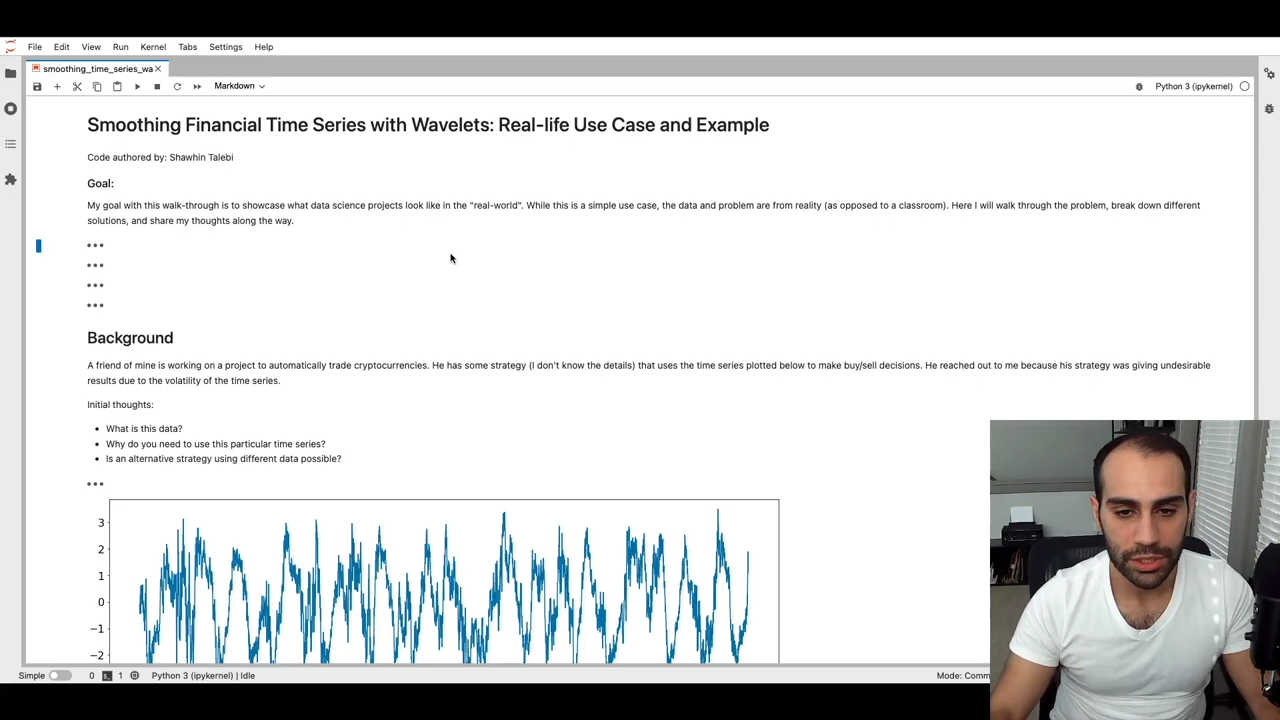 File Edit View Run Kernel Tabs Settings Help
smoothing_time_series_wa
Markdown
Python 3 (ipykernel)
Smoothing Financial Time Series with Wavelets: Real-life Use Case and Example
Code authored by: Shawhin Talebi
Goal:
My goal with this walk-through is to showcase what data science projects look like in the "real-world". While this is a simple use case, the data and problem are from reality (as opposed to a classroom). Here I will walk through the problem, break down different
solutions, and share my thoughts along the way.
Background
A friend of mine is working on a project to automatically trade cryptocurrencies. He has some strategy (I don't know the details) that uses the time series plotted below to make buy/sell decisions. He reached out to me because his strategy was giving undesirable
results due to the volatility of the time series.
Initial thoughts:
• What is this data?
• Why do you need to use this particular time series?
• Is an alternative strategy using different data possible?
3
2
1
0
−1
−2
Simple 0 1 Python 3 (ipykernel) | Idle Mode: Comm